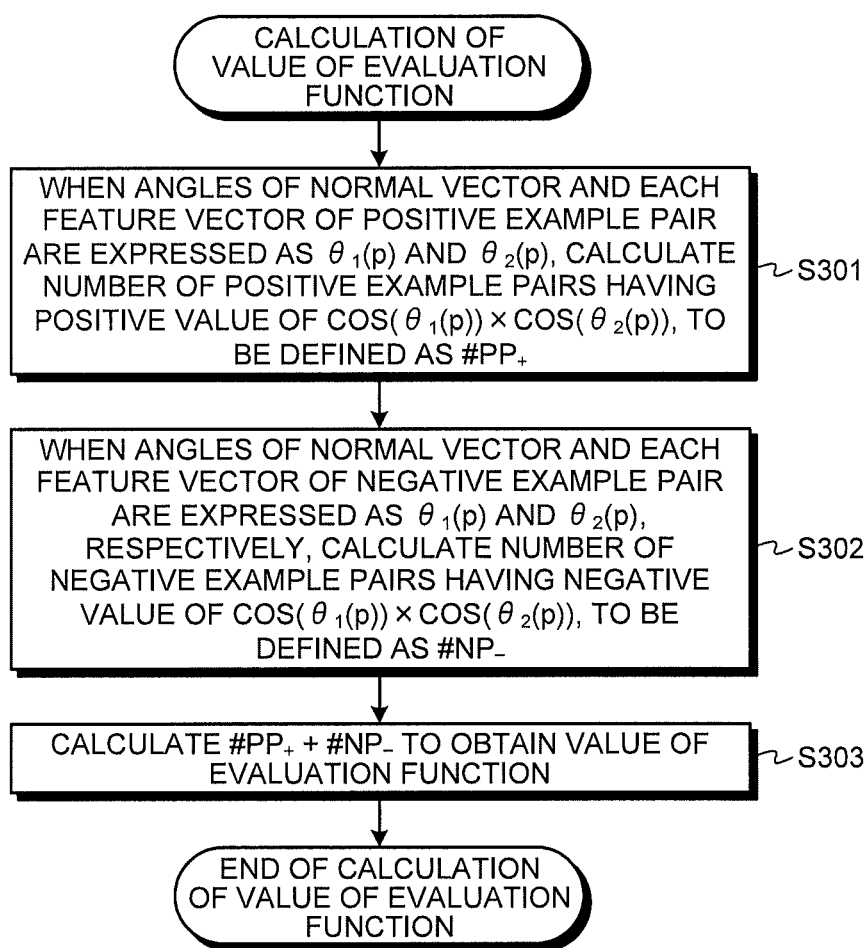 CALCULATION OF
VALUE OF EVALUATION
FUNCTION
WHEN ANGLES OF NORMAL VECTOR AND EACH
FEATURE VECTOR OF POSITIVE EXAMPLE PAIR
ARE EXPRESSED AS θ₁(p) AND θ₂(p), CALCULATE
NUMBER OF POSITIVE EXAMPLE PAIRS HAVING
POSITIVE VALUE OF COS(θ₁(p))×COS(θ₂(p)), TO
BE DEFINED AS #PP₊
S301
WHEN ANGLES OF NORMAL VECTOR AND EACH
FEATURE VECTOR OF NEGATIVE EXAMPLE PAIR
ARE EXPRESSED AS θ₁(p) AND θ₂(p),
RESPECTIVELY, CALCULATE NUMBER OF
NEGATIVE EXAMPLE PAIRS HAVING NEGATIVE
VALUE OF COS(θ₁(p))×COS(θ₂(p)), TO BE
DEFINED AS #NP₋
S302
CALCULATE #PP₊ + #NP₋ TO OBTAIN VALUE OF
EVALUATION FUNCTION
S303
END OF CALCULATION
OF VALUE OF EVALUATION
FUNCTION